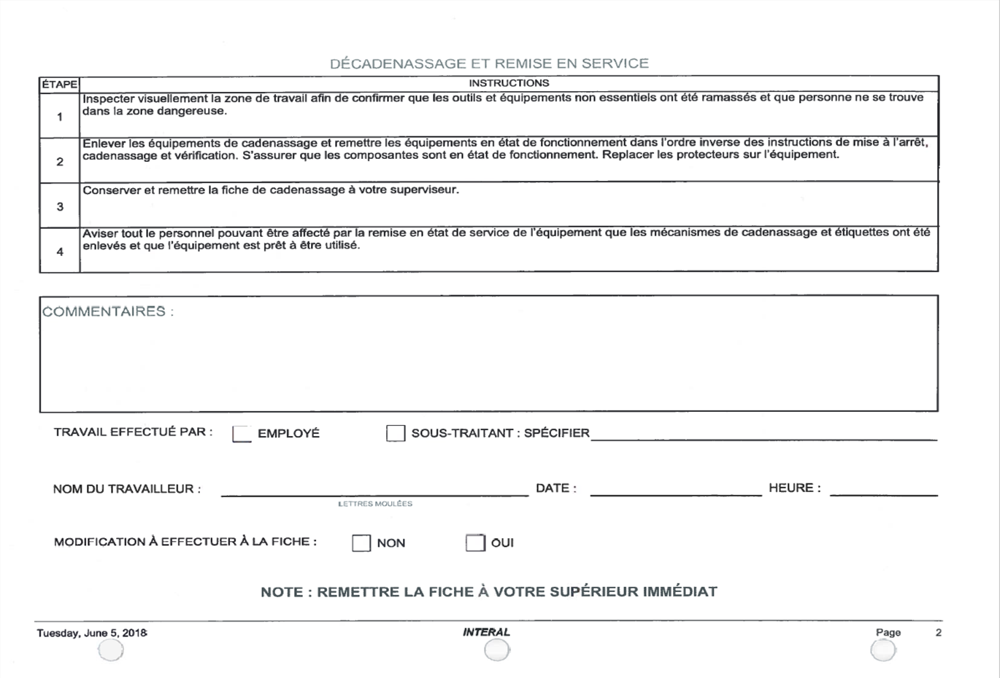 DÉCADENASSAGE ET REMISE EN SERVICE
ÉTAPE INSTRUCTIONS
1 Inspecter visuellement la zone de travail afin de confirmer que les outils et équipements non essentiels ont été ramassés et que personne ne se trouve
dans la zone dangereuse.
2 Enlever les équipements de cadenassage et remettre les équipements en état de fonctionnement dans l'ordre inverse des instructions de mise à l'arrêt,
cadenassage et vérification. S'assurer que les composantes sont en état de fonctionnement. Replacer les protecteurs sur l'équipement.
3 Conserver et remettre la fiche de cadenassage à votre superviseur.
4 Aviser tout le personnel pouvant être affecté par la remise en état de service de l'équipement que les mécanismes de cadenassage et étiquettes ont été
enlevés et que l'équipement est prêt à être utilisé.
COMMENTAIRES :
TRAVAIL EFFECTUÉ PAR : EMPLOYÉ SOUS-TRAITANT : SPÉCIFIER
NOM DU TRAVAILLEUR : DATE : HEURE :
LETTRES MOULÉES
MODIFICATION À EFFECTUER À LA FICHE : NON OUI
NOTE : REMETTRE LA FICHE À VOTRE SUPÉRIEUR IMMÉDIAT
Tuesday, June 5, 2018 INTERAL Page 2